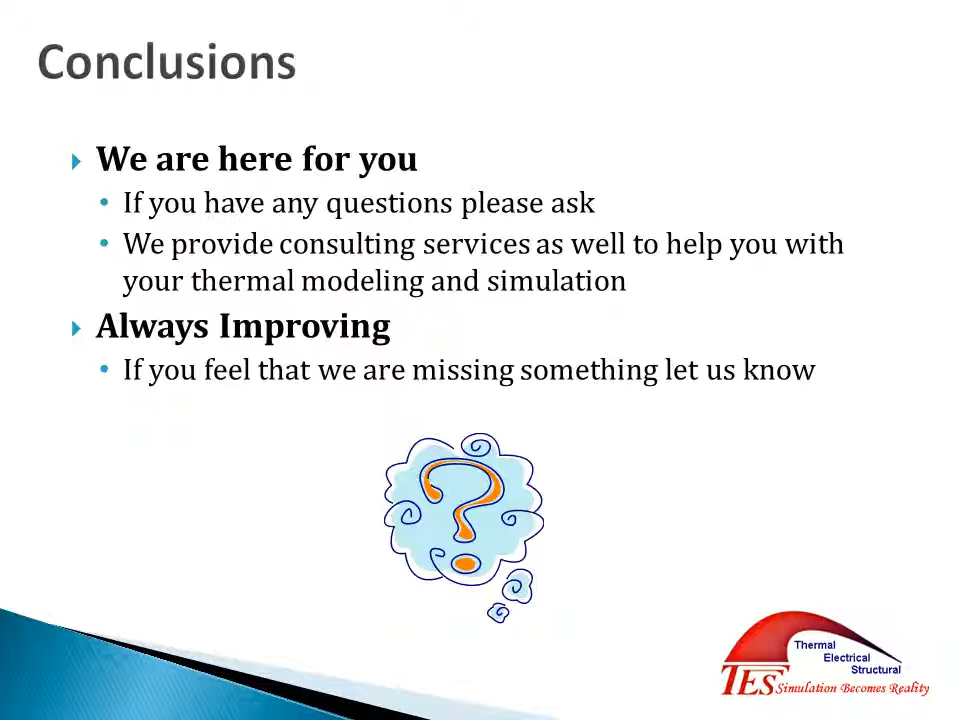 Conclusions
We are here for you
If you have any questions please ask
We provide consulting services as well to help you with
your thermal modeling and simulation
Always Improving
If you feel that we are missing something let us know
?
Thermal
Electrical
Structural
TES Simulation Becomes Reality